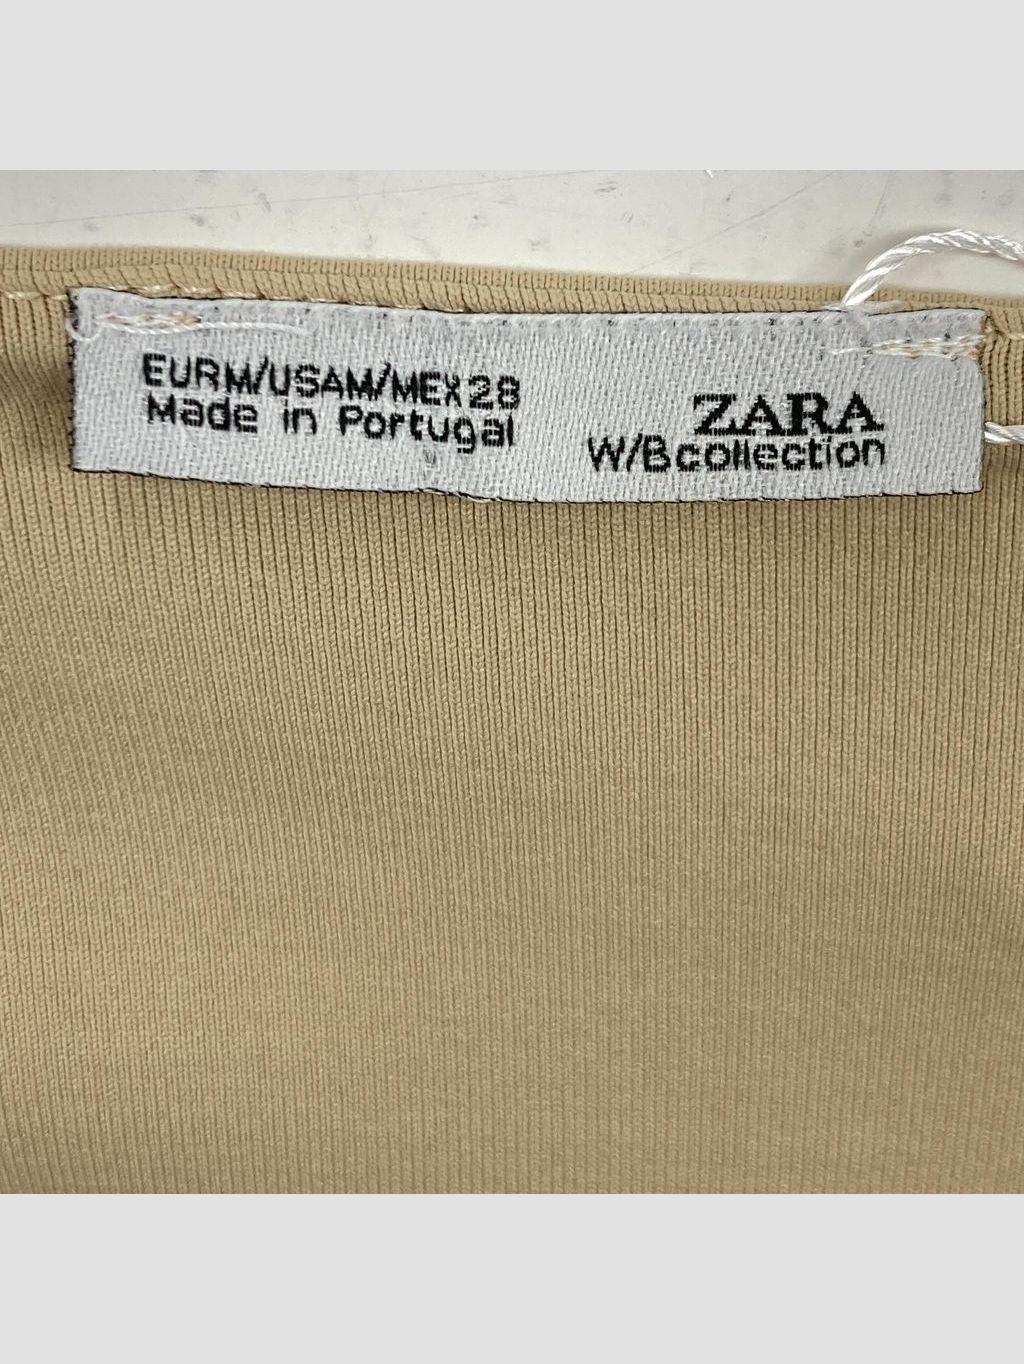 EURM/USAM/MEX28
Made in Portugal
ZARA
W/Bcollection